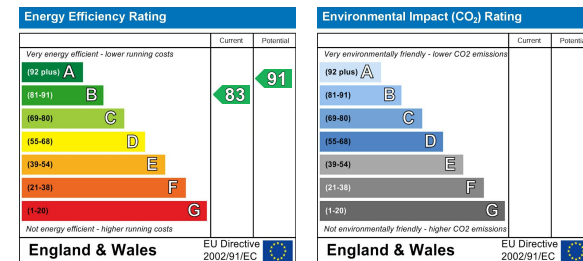 Energy Efficiency Rating
Current Potential
Very energy efficient - lower running costs
(92 plus) A
(81-91) B
(69-80) C
(55-68) D
(39-54) E
(21-38) F
(1-20) G
83
91
Not energy efficient - higher running costs
England & Wales
EU Directive
2002/91/EC
Environmental Impact (CO₂) Rating
Current Potential
Very environmentally friendly - lower CO2 emissions
(92 plus) A
(81-91) B
(69-80) C
(55-68) D
(39-54) E
(21-38) F
(1-20) G
Not environmentally friendly - higher CO2 emissions
England & Wales
EU Directive
2002/91/EC